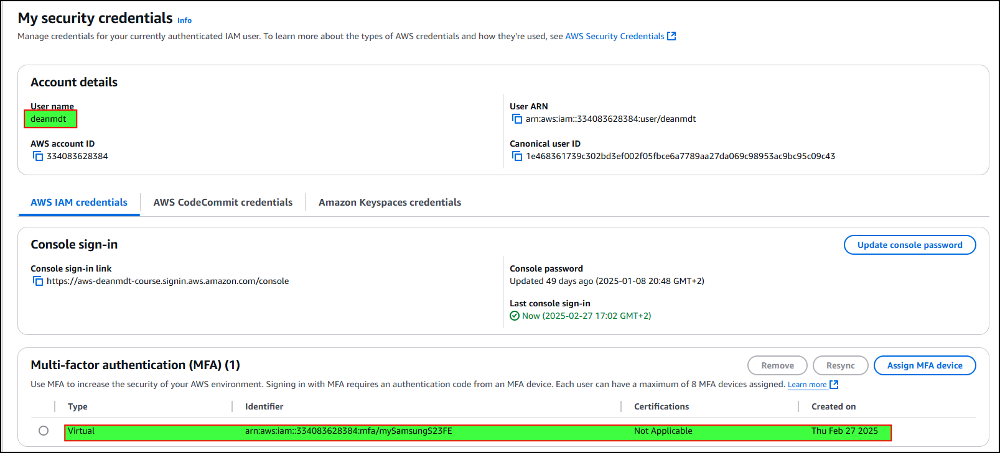 My security credentials Info
Manage credentials for your currently authenticated IAM user. To learn more about the types of AWS credentials and how they're used, see AWS Security Credentials
Account details
User name
deanmdt
User ARN
arn:aws:iam::334083628384:user/deanmdt
AWS account ID
334083628384
Canonical user ID
1e468361739c302bd3ef002f05fbce6a7789aa27da069c98953ac9bc95c09c43
AWS IAM credentials
AWS CodeCommit credentials
Amazon Keyspaces credentials
Console sign-in
Update console password
Console sign-in link
https://aws-deanmdt-course.signin.aws.amazon.com/console
Console password
Updated 49 days ago (2025-01-08 20:48 GMT+2)
Last console sign-in
Now (2025-02-27 17:02 GMT+2)
Multi-factor authentication (MFA) (1)
Remove
Resync
Assign MFA device
Use MFA to increase the security of your AWS environment. Signing in with MFA requires an authentication code from an MFA device. Each user can have a maximum of 8 MFA devices assigned. Learn more
Type Identifier Certifications Created on
Virtual arn:aws:iam::334083628384:mfa/mySamsungS23FE Not Applicable Thu Feb 27 2025